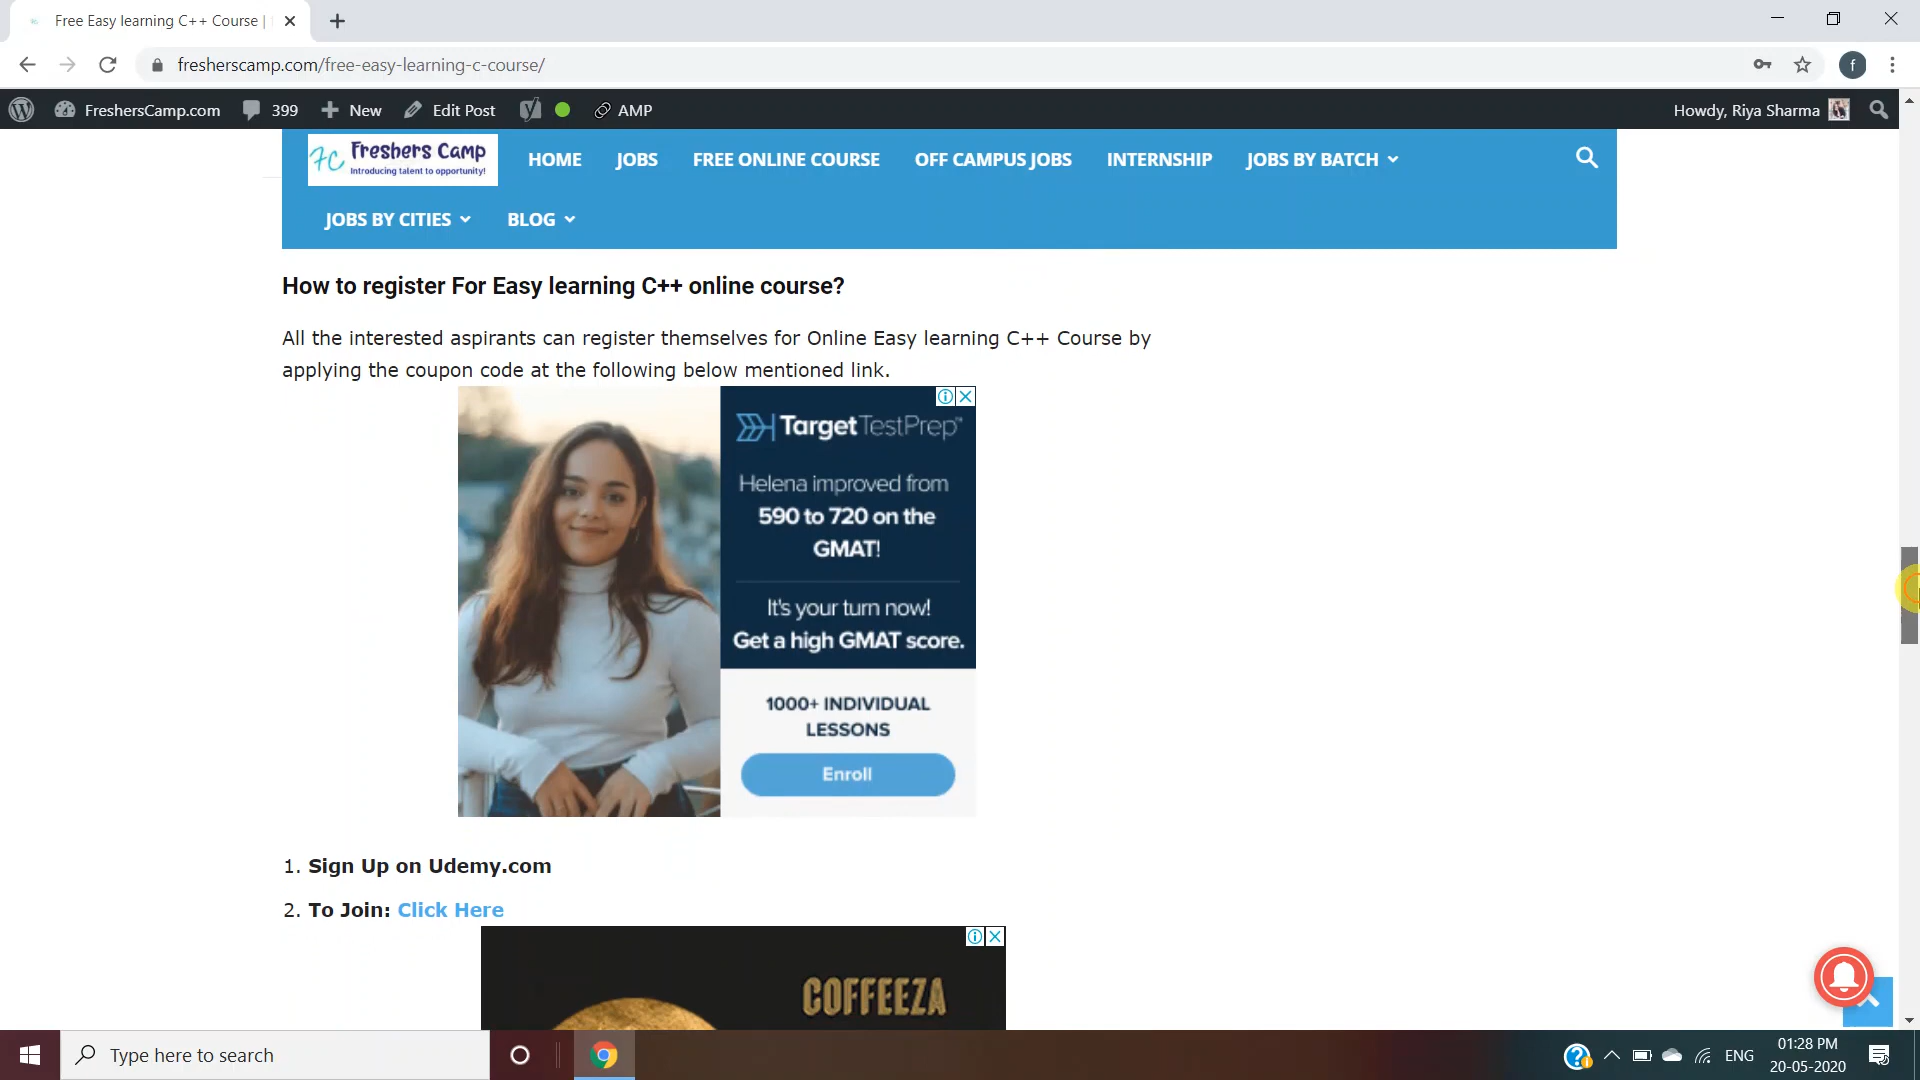 Free Easy learning C++ Course |
fresherscamp.com/free-easy-learning-c-course/
f
FreshersCamp.com 399 New Edit Post AMP Howdy, Riya Sharma
FC Freshers Camp
Introducing talent to opportunity!
HOME JOBS FREE ONLINE COURSE OFF CAMPUS JOBS INTERNSHIP JOBS BY BATCH
JOBS BY CITIES BLOG
How to register For Easy learning C++ online course?
All the interested aspirants can register themselves for Online Easy learning C++ Course by
applying the coupon code at the following below mentioned link.
TargetTestPrep™
Helena improved from
590 to 720 on the
GMAT!
It's your turn now!
Get a high GMAT score.
1000+ INDIVIDUAL
LESSONS
Enroll
1. Sign Up on Udemy.com
2. To Join: Click Here
COFFEEZA
Type here to search
ENG
01:28 PM
20-05-2020